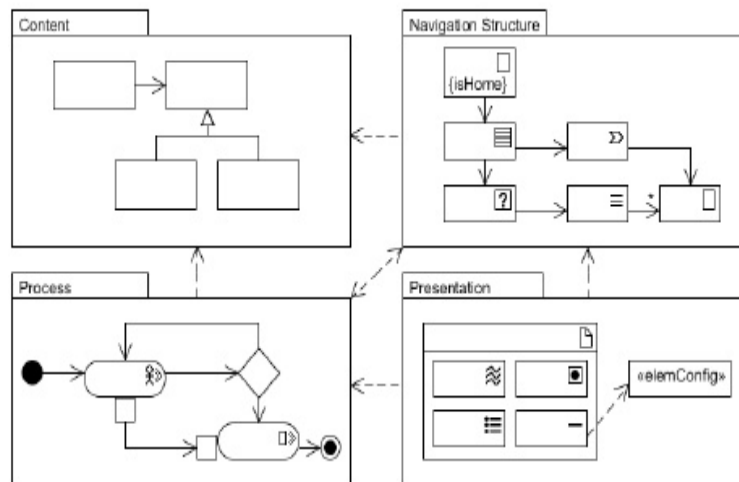 Content
Navigation Structure
{isHome}
?
*
Process
Presentation
«elemConfig»